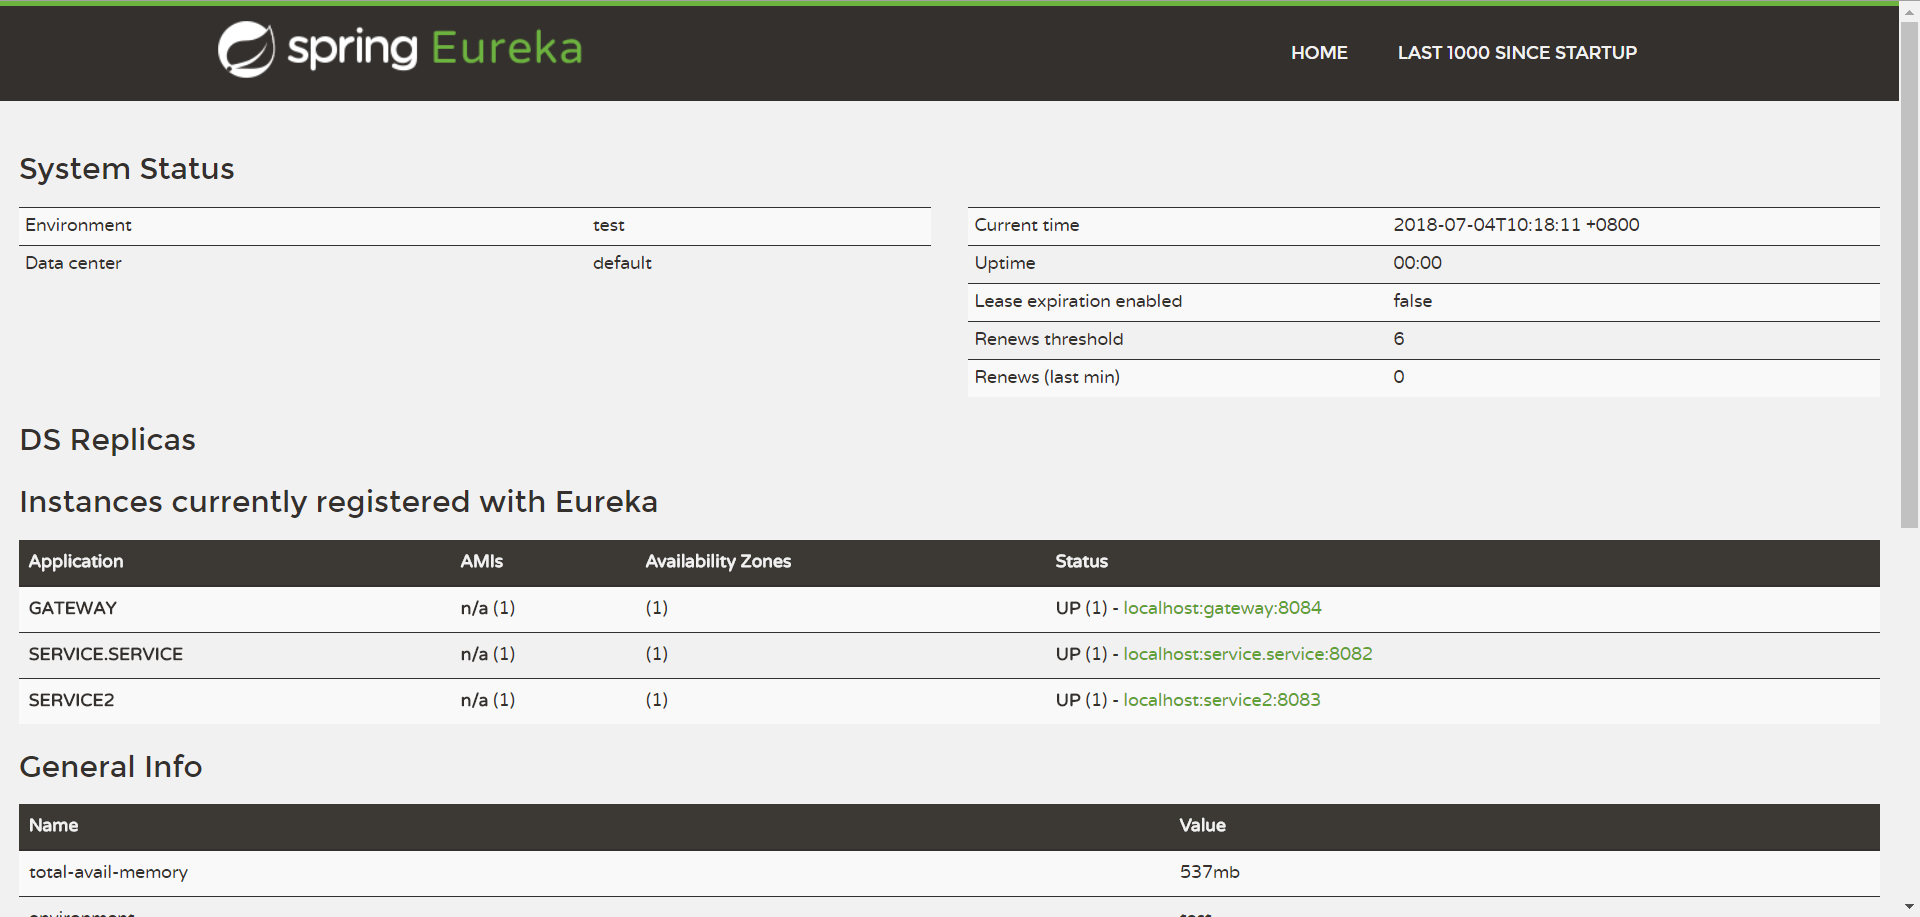 spring Eureka
HOME LAST 1000 SINCE STARTUP
System Status
Environment test
Data center default
Current time 2018-07-04T10:18:11 +0800
Uptime 00:00
Lease expiration enabled false
Renews threshold 6
Renews (last min) 0
DS Replicas
Instances currently registered with Eureka
Application AMIs Availability Zones Status
GATEWAY n/a (1) (1) UP (1) - localhost:gateway:8084
SERVICE.SERVICE n/a (1) (1) UP (1) - localhost:service.service:8082
SERVICE2 n/a (1) (1) UP (1) - localhost:service2:8083
General Info
Name Value
total-avail-memory 537mb
environment test